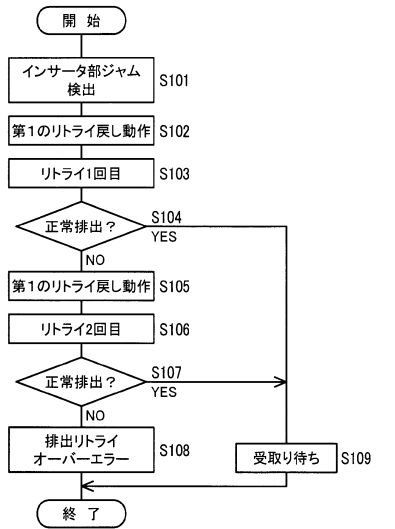 開 始
インサータ部ジャム
検出
S101
第1のリトライ戻し動作
S102
リトライ1回目
S103
正常排出？
S104
YES
NO
第1のリトライ戻し動作
S105
リトライ2回目
S106
正常排出？
S107
YES
NO
排出リトライ
オーバーエラー
S108
受取り待ち
S109
終 了